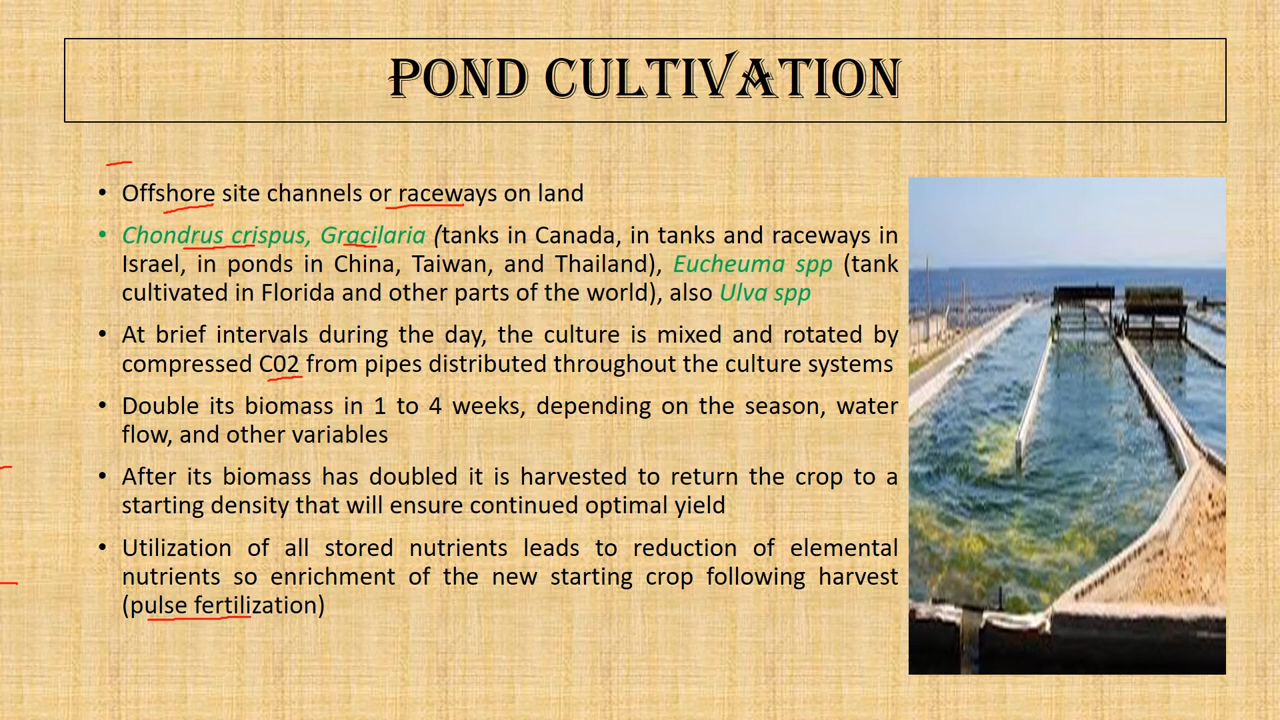 POND CULTIVATION
• Offshore site channels or raceways on land
• Chondrus crispus, Gracilaria (tanks in Canada, in tanks and raceways in
Israel, in ponds in China, Taiwan, and Thailand), Eucheuma spp (tank
cultivated in Florida and other parts of the world), also Ulva spp
• At brief intervals during the day, the culture is mixed and rotated by
compressed C02 from pipes distributed throughout the culture systems
• Double its biomass in 1 to 4 weeks, depending on the season, water
flow, and other variables
• After its biomass has doubled it is harvested to return the crop to a
starting density that will ensure continued optimal yield
• Utilization of all stored nutrients leads to reduction of elemental
nutrients so enrichment of the new starting crop following harvest
(pulse fertilization)